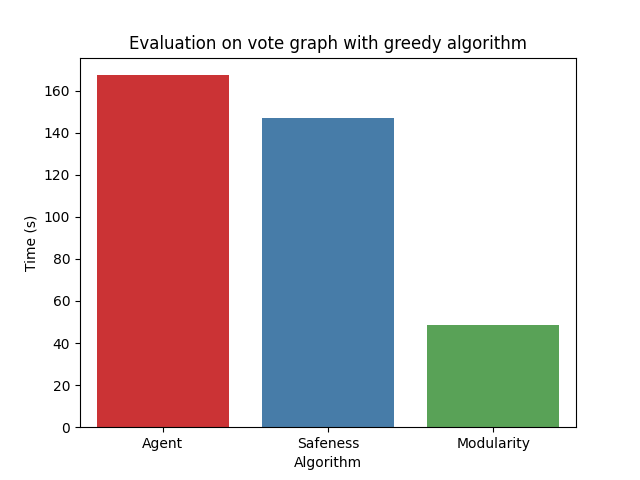 Evaluation on vote graph with greedy algorithm
160
140
120
100
80
60
40
20
0
Time (s)
Agent Safeness Modularity
Algorithm